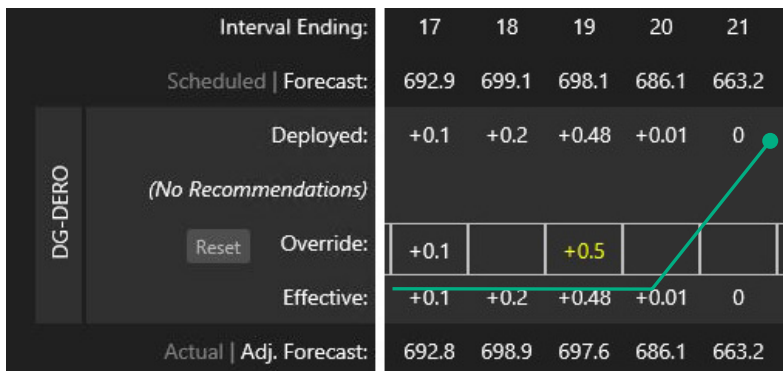 Interval Ending: 17 18 19 20 21
Scheduled | Forecast: 692.9 699.1 698.1 686.1 663.2
DG-DERO
Deployed: +0.1 +0.2 +0.48 +0.01 0
(No Recommendations)
Reset Override: +0.1 +0.5
Effective: +0.1 +0.2 +0.48 +0.01 0
Actual | Adj. Forecast: 692.8 698.9 697.6 686.1 663.2